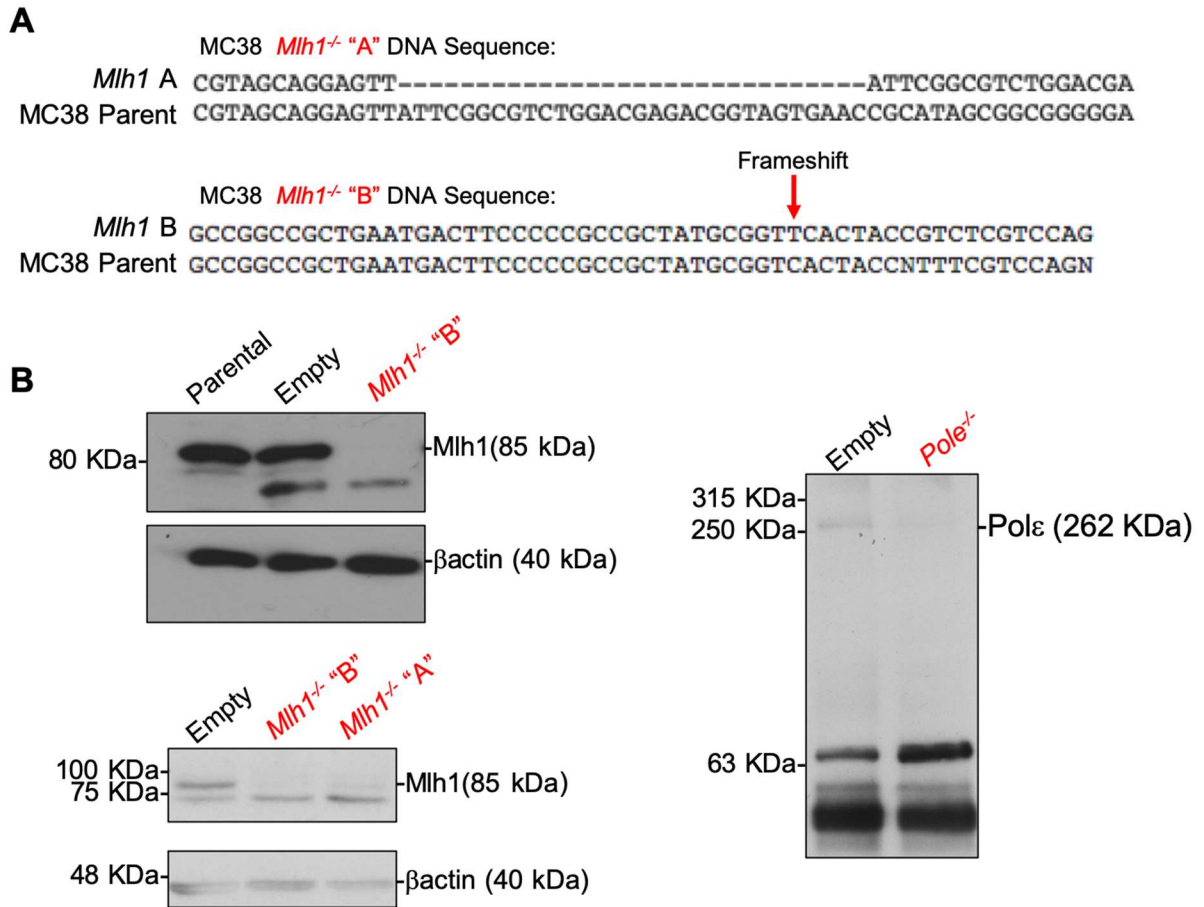 A
MC38 Mlh1-/- “A” DNA Sequence:
Mlh1 A CGTAGCAGGAGTT------------------------------ATTCGGCGTCTGGACGA
MC38 Parent CGTAGCAGGAGTTATTCGGCGTCTGGACGAGACGGTAGTGAACCGCATAGCGGCGGGGGA
Frameshift
MC38 Mlh1-/- “B” DNA Sequence:
Mlh1 B GCCGGCCGCTGAATGACTTCCCCCGCCGCTATGCGGTTCACTACCGTCTCGTCCAG
MC38 Parent GCCGGCCGCTGAATGACTTCCCCCGCCGCTATGCGGTCACTACCNTTTCGTCCAGN
B
Parental Empty Mlh1-/- “B”
80 KDa- -Mlh1(85 kDa)
-βactin (40 kDa)
Empty Mlh1-/- “B” Mlh1-/- “A”
100 KDa-
75 KDa- -Mlh1(85 kDa)
48 KDa- -βactin (40 kDa)
Empty Pole-/-
315 KDa-
250 KDa- -Polε (262 KDa)
63 KDa-